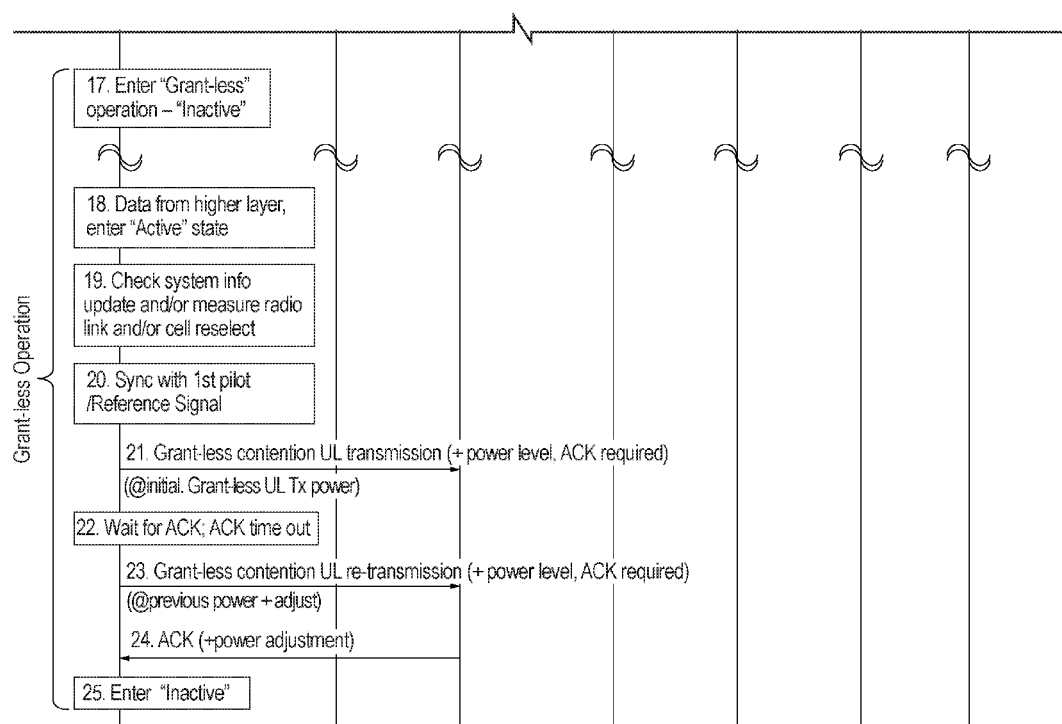 Grant-less Operation
17. Enter “Grant-less”
operation – “Inactive”
18. Data from higher layer,
enter “Active” state
19. Check system info
update and/or measure radio
link and/or cell reselect
20. Sync with 1st pilot
/Reference Signal
21. Grant-less contention UL transmission (+ power level, ACK required)
(@initial. Grant-less UL Tx power)
22. Wait for ACK; ACK time out
23. Grant-less contention UL re-transmission (+ power level, ACK required)
(@previous power + adjust)
24. ACK (+power adjustment)
25. Enter “Inactive”